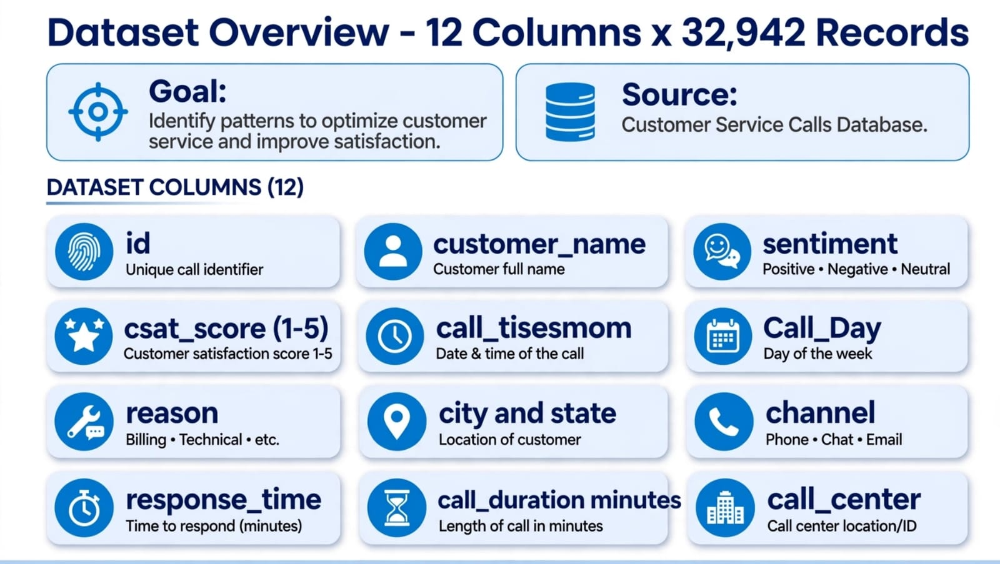 Dataset Overview - 12 Columns x 32,942 Records
Goal:
Identify patterns to optimize customer
service and improve satisfaction.
Source:
Customer Service Calls Database.
DATASET COLUMNS (12)
id
Unique call identifier
customer_name
Customer full name
sentiment
Positive • Negative • Neutral
csat_score (1-5)
Customer satisfaction score 1-5
call_tisesmom
Date & time of the call
Call_Day
Day of the week
reason
Billing • Technical • etc.
city and state
Location of customer
channel
Phone • Chat • Email
response_time
Time to respond (minutes)
call_duration minutes
Length of call in minutes
call_center
Call center location/ID